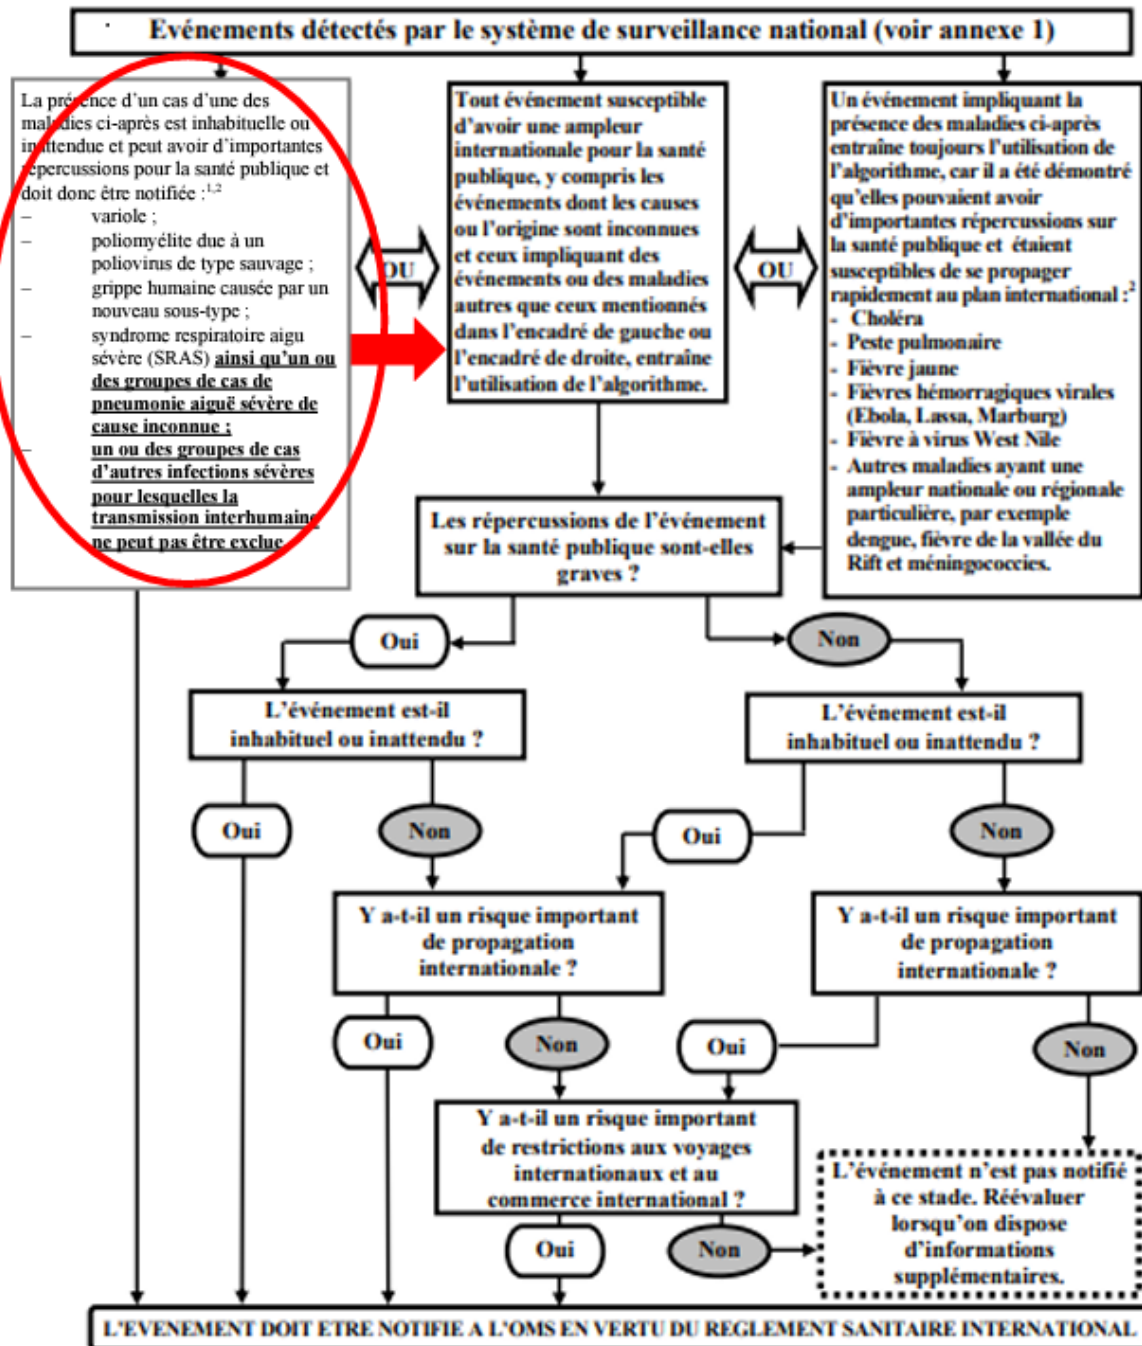 Evénements détectés par le système de surveillance national (voir annexe 1)
La présence d'un cas d'une des
maladies ci-après est inhabituelle ou
inattendue et peut avoir d'importantes
répercussions pour la santé publique et
doit donc être notifiée :1,2
– variole ;
– poliomyélite due à un
poliovirus de type sauvage ;
– grippe humaine causée par un
nouveau sous-type ;
– syndrome respiratoire aigu
sévère (SRAS) ainsi qu'un ou
des groupes de cas de
pneumonie aiguë sévère de
cause inconnue ;
– un ou des groupes de cas
d'autres infections sévères
pour lesquelles la
transmission interhumaine
ne peut pas être exclue
OU
Tout événement susceptible
d'avoir une ampleur
internationale pour la santé
publique, y compris les
événements dont les causes
ou l'origine sont inconnues
et ceux impliquant des
événements ou des maladies
autres que ceux mentionnés
dans l'encadré de gauche ou
l'encadré de droite, entraîne
l'utilisation de l'algorithme.
OU
Un événement impliquant la
présence des maladies ci-après
entraîne toujours l'utilisation de
l'algorithme, car il a été démontré
qu'elles pouvaient avoir
d'importantes répercussions sur
la santé publique et étaient
susceptibles de se propager
rapidement au plan international :2
- Choléra
- Peste pulmonaire
- Fièvre jaune
- Fièvres hémorragiques virales
(Ebola, Lassa, Marburg)
- Fièvre à virus West Nile
- Autres maladies ayant une
ampleur nationale ou régionale
particulière, par exemple
dengue, fièvre de la vallée du
Rift et méningococcies.
Les répercussions de l'événement
sur la santé publique sont-elles
graves ?
Oui
Non
L'événement est-il
inhabituel ou inattendu ?
L'événement est-il
inhabituel ou inattendu ?
Oui
Non
Oui
Non
Y a-t-il un risque important
de propagation
internationale ?
Y a-t-il un risque important
de propagation
internationale ?
Oui
Non
Oui
Non
Y a-t-il un risque important
de restrictions aux voyages
internationaux et au
commerce international ?
Oui
Non
L'événement n'est pas notifié
à ce stade. Réévaluer
lorsqu'on dispose
d'informations
supplémentaires.
L'EVENEMENT DOIT ETRE NOTIFIE A L'OMS EN VERTU DU REGLEMENT SANITAIRE INTERNATIONAL